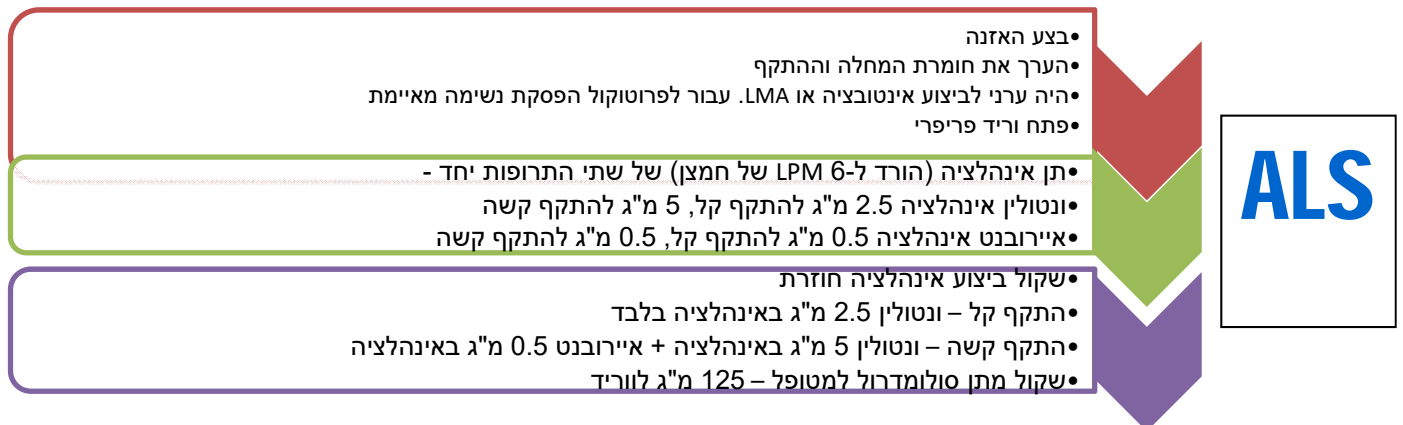 •בצע האזנה
•הערך את חומרת המחלה וההתקף
•היה ערני לביצוע אינטובציה או LMA. עבור לפרוטוקול הפסקת נשימה מאיימת
•פתח וריד פריפרי
•תן אינהלציה (הורד ל-6 LPM של חמצן) של שתי התרופות יחד -
•ונטולין אינהלציה 2.5 מ"ג להתקף קל, 5 מ"ג להתקף קשה
•איירובנט אינהלציה 0.5 מ"ג להתקף קל, 0.5 מ"ג להתקף קשה
•שקול ביצוע אינהלציה חוזרת
•התקף קל – ונטולין 2.5 מ"ג באינהלציה בלבד
•התקף קשה – ונטולין 5 מ"ג באינהלציה + איירובנט 0.5 מ"ג באינהלציה
•שקול מתן סולומדרול למטופל – 125 מ"ג לווריד
ALS